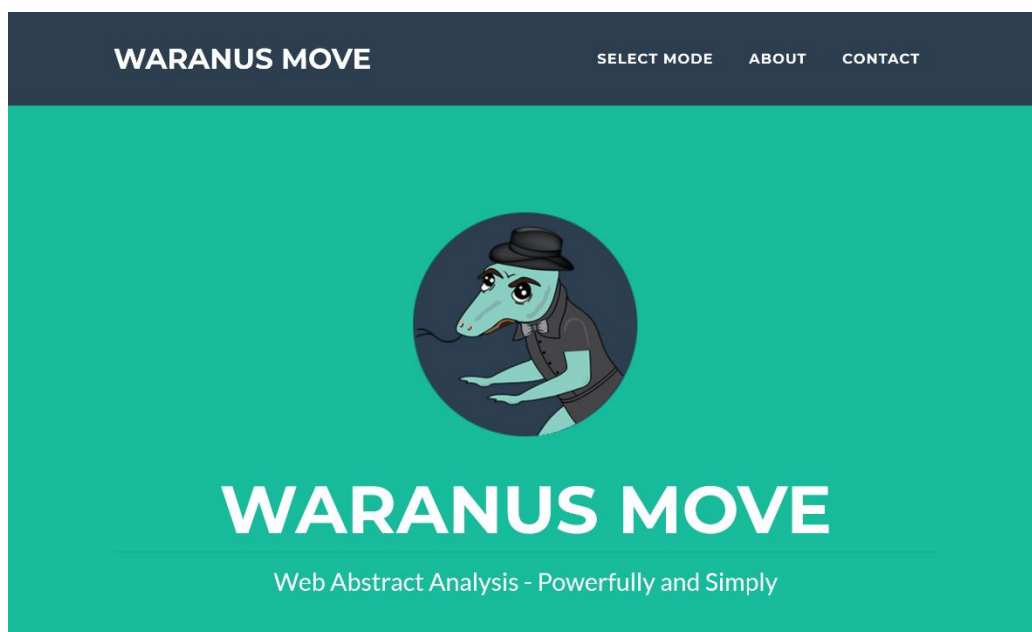 WARANUS MOVE SELECT MODE ABOUT CONTACT
WARANUS MOVE
Web Abstract Analysis - Powerfully and Simply